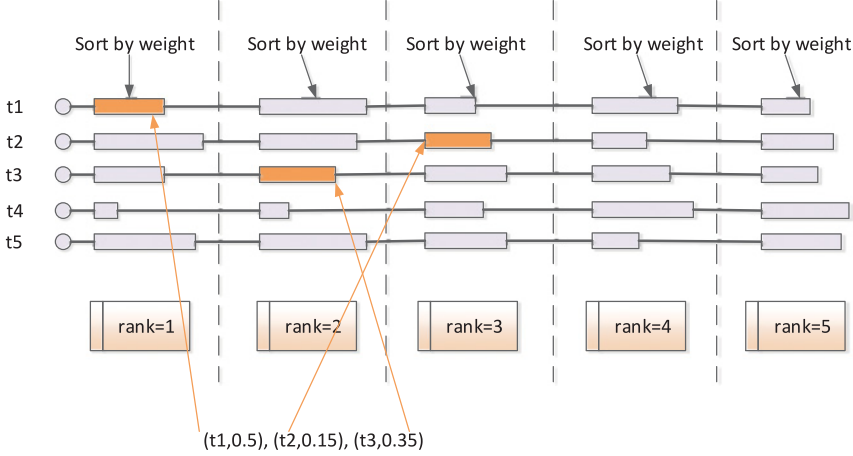 Sort by weight Sort by weight Sort by weight Sort by weight Sort by weight
t1
t2
t3
t4
t5
rank=1 rank=2 rank=3 rank=4 rank=5
(t1,0.5), (t2,0.15), (t3,0.35)